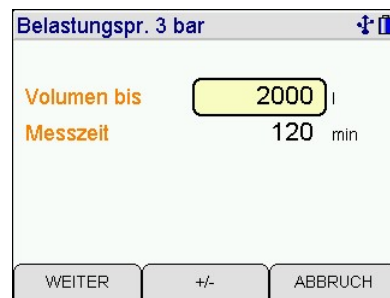 Belastungspr. 3 bar
Volumen bis 2000 l
Messzeit 120 min
WEITER +/- ABBRUCH